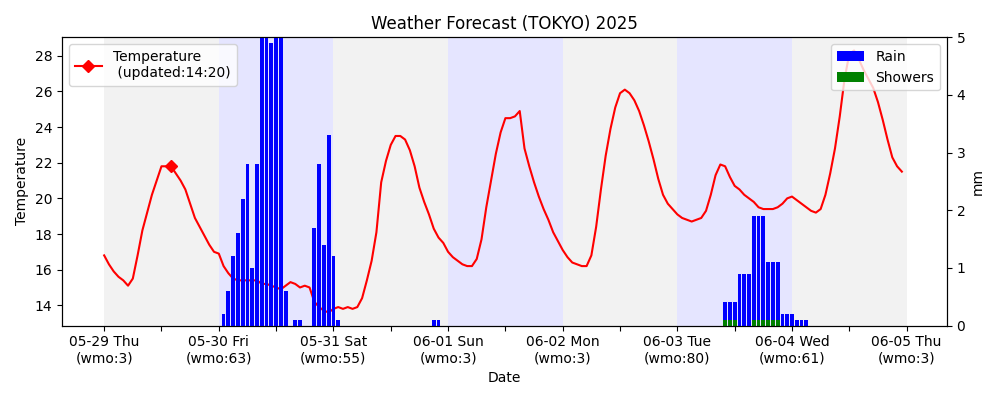 Weather Forecast (TOKYO) 2025
Temperature
(updated:14:20)
Rain
Showers
28
26
24
22
20
18
16
14
Temperature
5
4
3
2
1
0
mm
05-29 Thu
(wmo:3)
05-30 Fri
(wmo:63)
05-31 Sat
(wmo:55)
06-01 Sun
(wmo:3)
06-02 Mon
(wmo:3)
06-03 Tue
(wmo:80)
06-04 Wed
(wmo:61)
06-05 Thu
(wmo:3)
Date